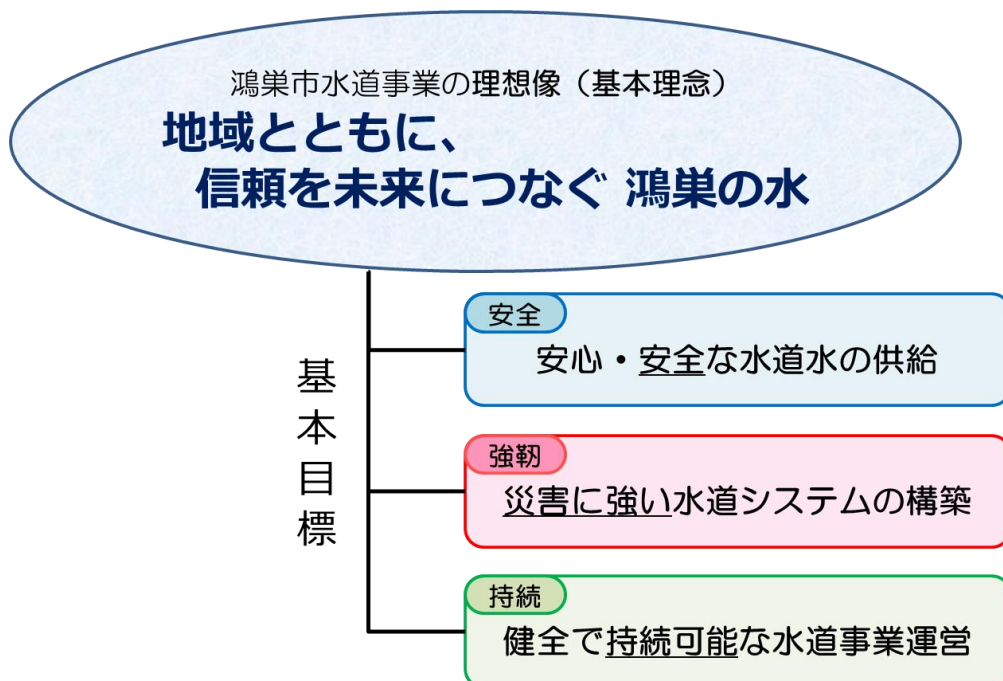 鴻巣市水道事業の理想像（基本理念）
地域とともに、
信頼を未来につなぐ 鴻巣の水
基本目標
安全
安心・安全な水道水の供給
強靭
災害に強い水道システムの構築
持続
健全で持続可能な水道事業運営